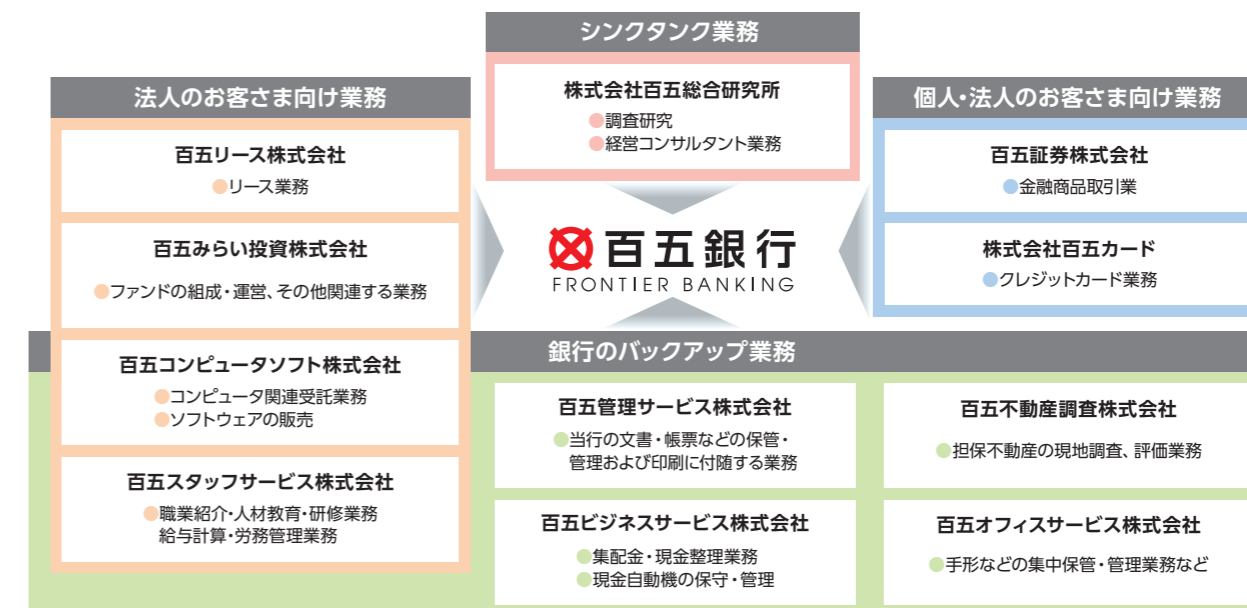 シンクタンク業務
株式会社百五総合研究所
●調査研究
●経営コンサルタント業務
法人のお客さま向け業務
百五リース株式会社
●リース業務
百五みらい投資株式会社
●ファンドの組成・運営、その他関連する業務
百五コンピュータソフト株式会社
●コンピュータ関連受託業務
●ソフトウェアの販売
百五スタッフサービス株式会社
●職業紹介・人材教育・研修業務
給与計算・労務管理業務
個人・法人のお客さま向け業務
百五証券株式会社
●金融商品取引業
株式会社百五カード
●クレジットカード業務
百五銀行
FRONTIER BANKING
銀行のバックアップ業務
百五管理サービス株式会社
●当行の文書・帳票などの保管・
管理および印刷に付随する業務
百五不動産調査株式会社
●担保不動産の現地調査、評価業務
百五ビジネスサービス株式会社
●集配金・現金整理業務
●現金自動機の保守・管理
百五オフィスサービス株式会社
●手形などの集中保管・管理業務など